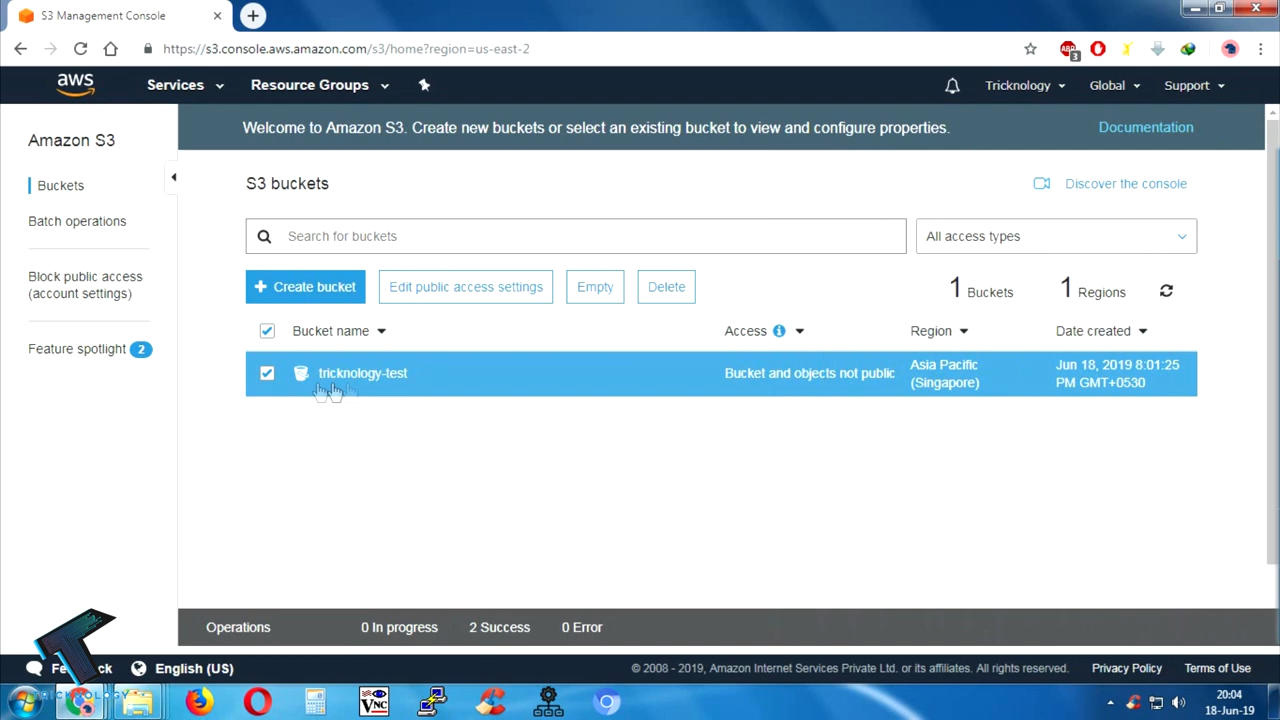 S3 Management Console
https://s3.console.aws.amazon.com/s3/home?region=us-east-2
ABP
3
aws
Services
Resource Groups
Tricknology
Global
Support
Amazon S3
Buckets
Batch operations
Block public access
(account settings)
Feature spotlight 2
Welcome to Amazon S3. Create new buckets or select an existing bucket to view and configure properties.
Documentation
S3 buckets
Discover the console
Search for buckets
All access types
+ Create bucket
Edit public access settings
Empty
Delete
1 Buckets
1 Regions
Bucket name
Access
Region
Date created
tricknology-test
Bucket and objects not public
Asia Pacific
(Singapore)
Jun 18, 2019 8:01:25
PM GMT+0530
Operations
0 In progress
2 Success
0 Error
English (US)
© 2008 - 2019, Amazon Internet Services Private Ltd. or its affiliates. All rights reserved.
Privacy Policy
Terms of Use
TRICKNOLOGY
VNC
20:04
18-Jun-19